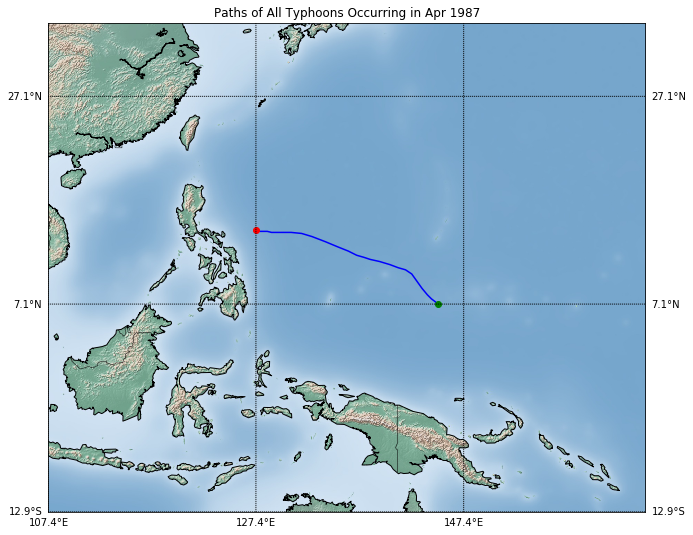 Paths of All Typhoons Occurring in Apr 1987
27.1°N 27.1°N
7.1°N 7.1°N
12.9°S 12.9°S
107.4°E 127.4°E 147.4°E